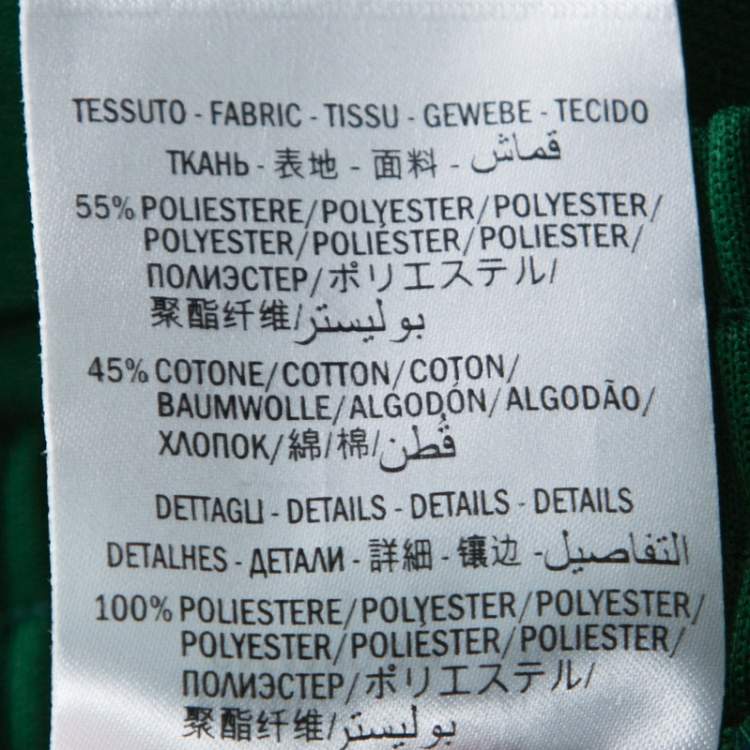 TESSUTO - FABRIC - TISSU - GEWEBE - TECIDO
ТКАНЬ - 表地 - 面料 - قماش
55% POLIESTERE/POLYESTER/POLYESTER/
POLYESTER/POLIÉSTER/POLIESTER/
ПОЛИЭСТЕР/ポリエステル/
聚酯纤维/بوليستر
45% COTONE/COTTON/COTON/
BAUMWOLLE/ALGODÓN/ALGODÃO/
ХЛОПОК/綿/棉/قُطن
DETTAGLI - DETAILS - DETAILS - DETAILS
DETALHES - ДЕТАЛИ - 詳細 - 镶边 - التفاصيل
100% POLIESTERE/POLYESTER/POLYESTER/
POLYESTER/POLIÉSTER/POLIESTER/
ПОЛИЭСТЕР/ポリエステル/
聚酯纤维/بوليستر